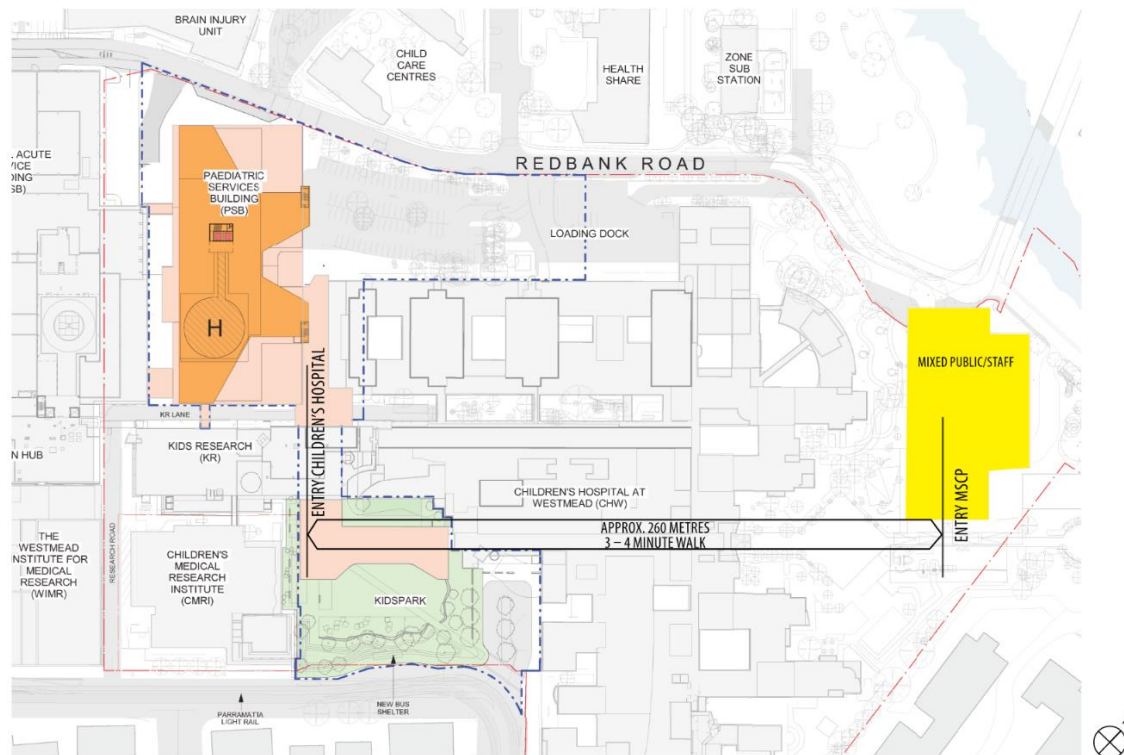 BRAIN INJURY
UNIT
CHILD
CARE
CENTRES
HEALTH
SHARE
ZONE
SUB
STATION
ACUTE
VICE
DING
SB)
REDBANK ROAD
PAEDIATRIC
SERVICES
BUILDING
(PSB)
LOADING DOCK
H
MIXED PUBLIC/STAFF
ENTRY CHILDREN'S HOSPITAL
KR LANE
KIDS RESEARCH
(KR)
N HUB
CHILDREN'S HOSPITAL AT
WESTMEAD (CHW)
APPROX. 260 METRES
3 – 4 MINUTE WALK
ENTRY MSCP
THE
WESTMEAD
INSTITUTE FOR
MEDICAL
RESEARCH
(WIMR)
RESEARCH ROAD
CHILDREN'S
MEDICAL
RESEARCH
INSTITUTE
(CMRI)
KIDSPARK
PARRAMATTA
LIGHT RAIL
NEW BUS
SHELTER